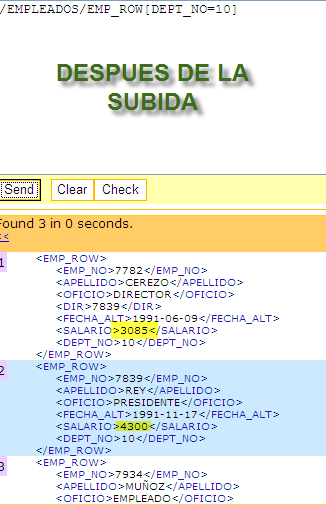 /EMPLEADOS/EMP_ROW[DEPT_NO=10]
DESPUES DE LA
SUBIDA
Send Clear Check
Found 3 in 0 seconds.
<<
1 <EMP_ROW>
<EMP_NO>7782</EMP_NO>
<APELLIDO>CEREZO</APELLIDO>
<OFICIO>DIRECTOR</OFICIO>
<DIR>7839</DIR>
<FECHA_ALT>1991-06-09</FECHA_ALT>
<SALARIO>3085</SALARIO>
<DEPT_NO>10</DEPT_NO>
</EMP_ROW>
2 <EMP_ROW>
<EMP_NO>7839</EMP_NO>
<APELLIDO>REY</APELLIDO>
<OFICIO>PRESIDENTE</OFICIO>
<FECHA_ALT>1991-11-17</FECHA_ALT>
<SALARIO>4300</SALARIO>
<DEPT_NO>10</DEPT_NO>
</EMP_ROW>
3 <EMP_ROW>
<EMP_NO>7934</EMP_NO>
<APELLIDO>MUÑOZ</APELLIDO>
<OFICIO>EMPLEADO</OFICIO>